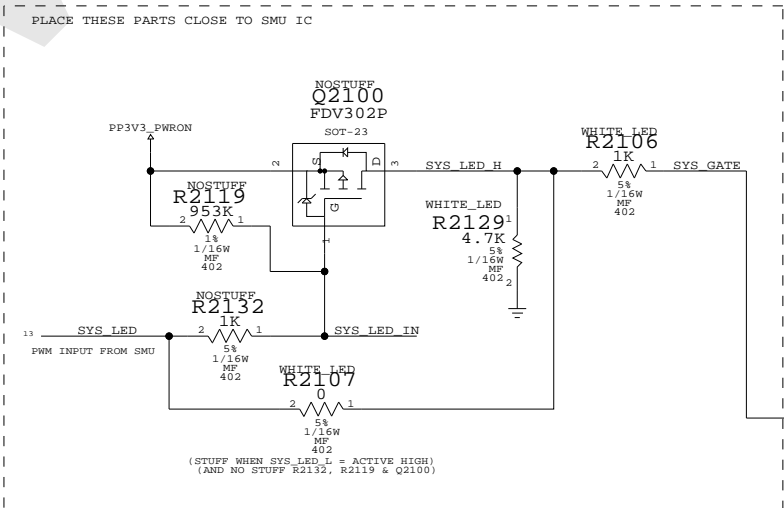 PLACE THESE PARTS CLOSE TO SMU IC
NOSTUFF
Q2100
FDV302P
SOT-23
PP3V3_PWRON
2
S
D
3
G
1
SYS_LED_H
WHITE_LED
R2106
1K
2
1
SYS_GATE
5%
1/16W
MF
402
NOSTUFF
R2119
953K
2
1
1%
1/16W
MF
402
WHITE_LED
R2129
1
4.7K
5%
1/16W
MF
402
2
NOSTUFF
R2132
1K
13
SYS_LED
2
1
SYS_LED_IN
PWM INPUT FROM SMU
5%
1/16W
MF
402
WHITE_LED
R2107
0
2
1
5%
1/16W
MF
402
(STUFF WHEN SYS_LED_L = ACTIVE HIGH)
(AND NO STUFF R2132, R2119 & Q2100)